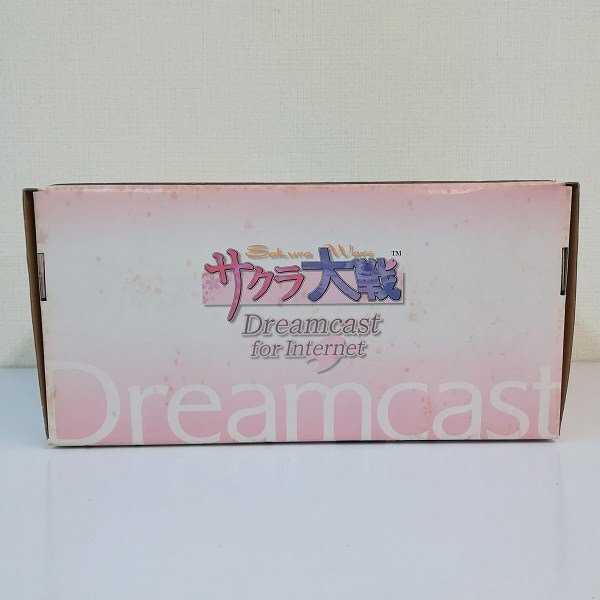 Sakura Wars
サクラ大戦™
Dreamcast
for Internet
Dreamcast